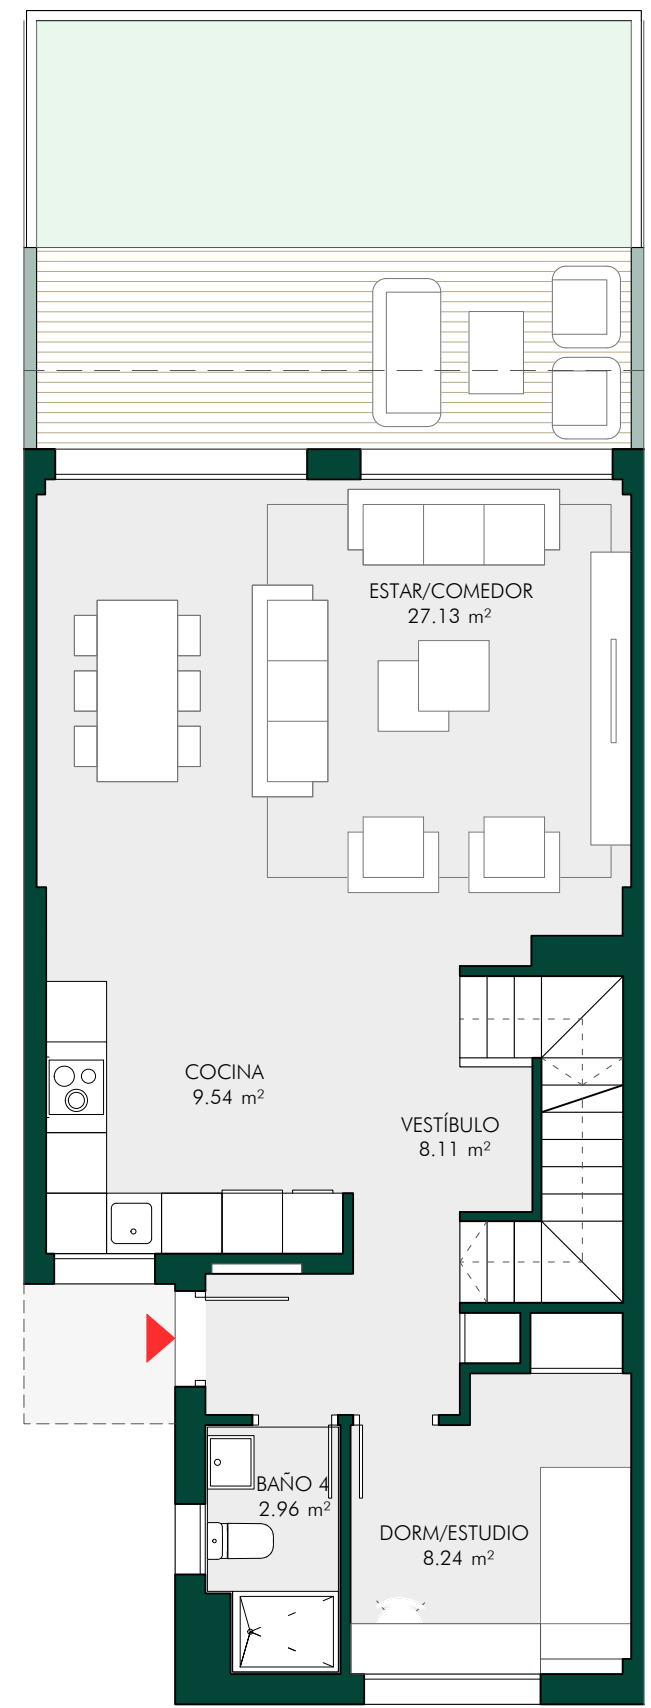 ESTAR/COMEDOR
27.13 m²
COCINA
9.54 m²
VESTÍBULO
8.11 m²
BAÑO 4
2.96 m²
DORM/ESTUDIO
8.24 m²